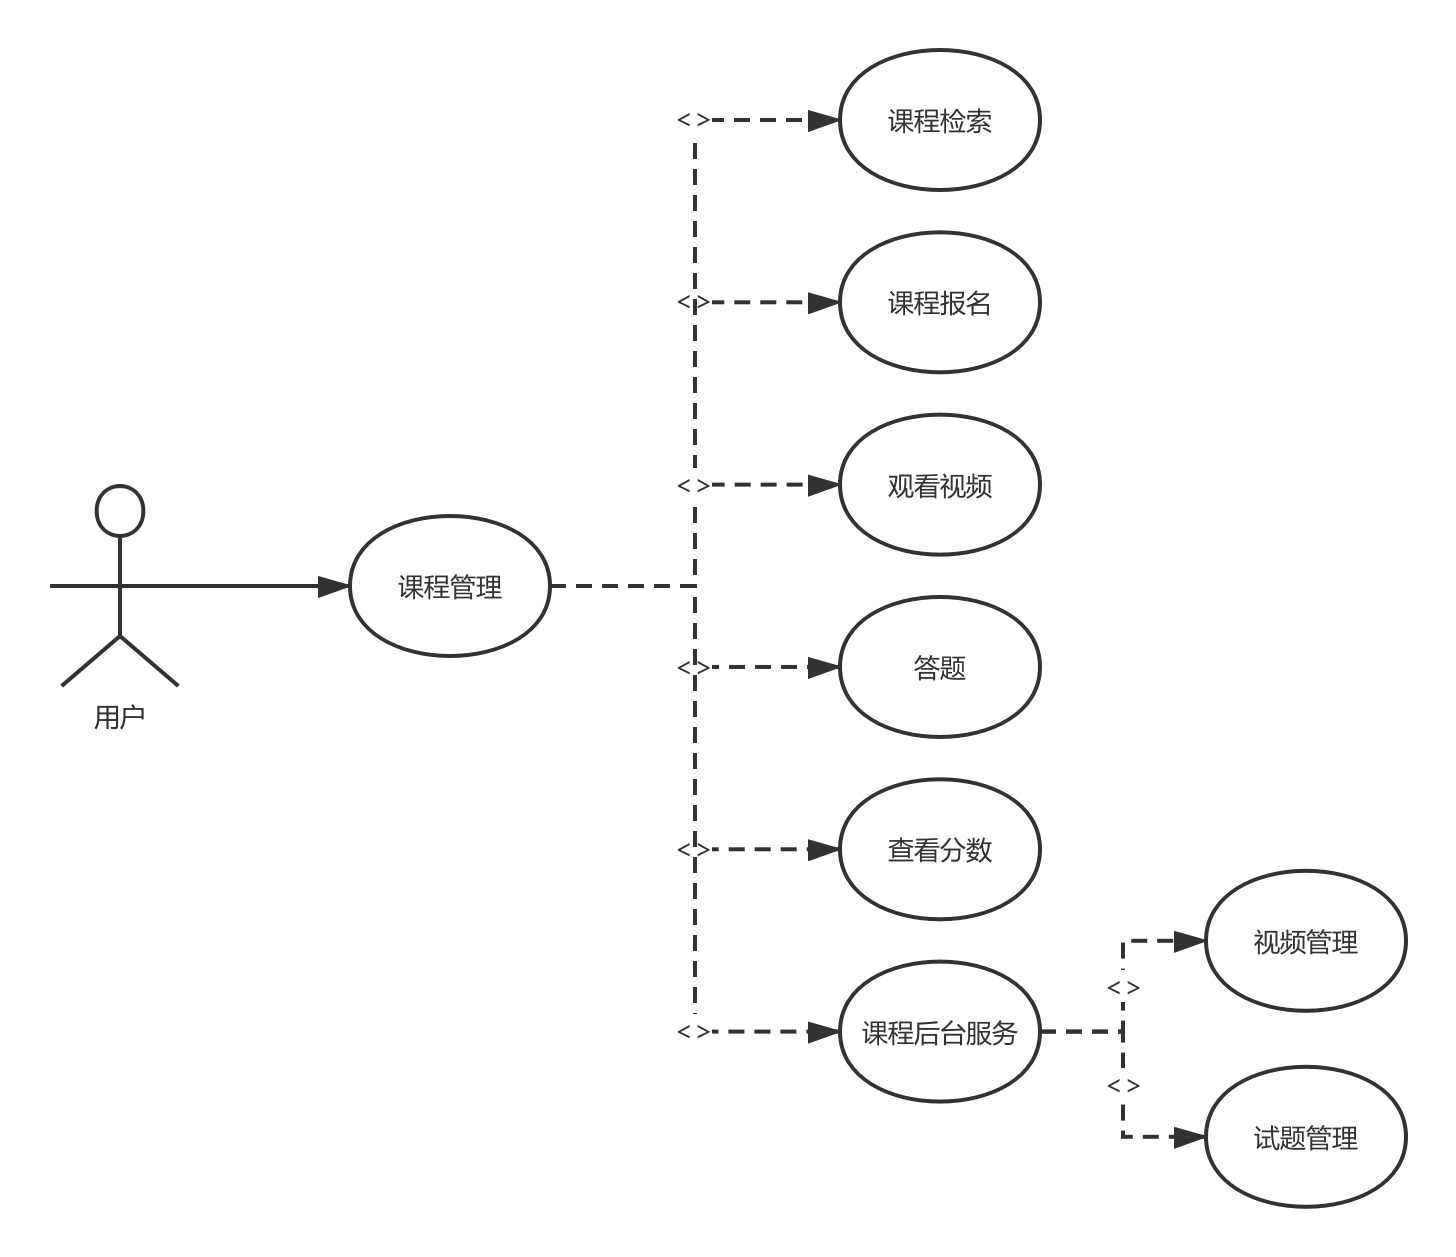 < >
课程检索
< >
课程报名
< >
观看视频
课程管理
< >
答题
用户
< >
查看分数
视频管理
< >
< >
课程后台服务
< >
试题管理